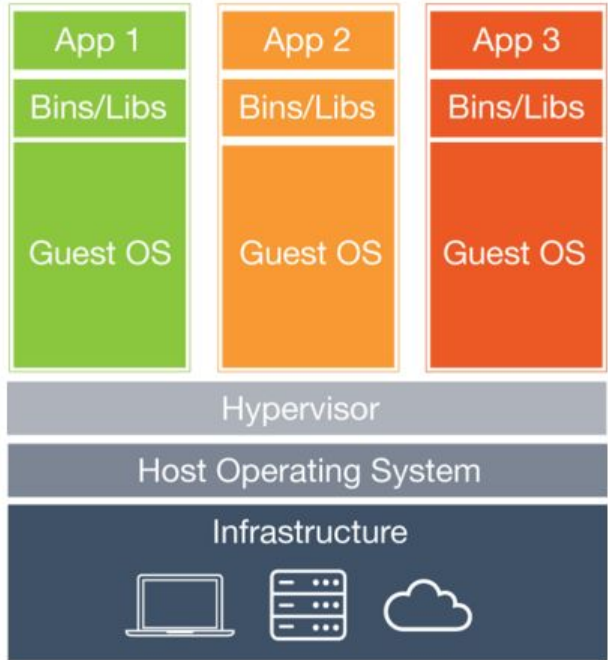 App 1
App 2
App 3
Bins/Libs
Bins/Libs
Bins/Libs
Guest OS
Guest OS
Guest OS
Hypervisor
Host Operating System
Infrastructure